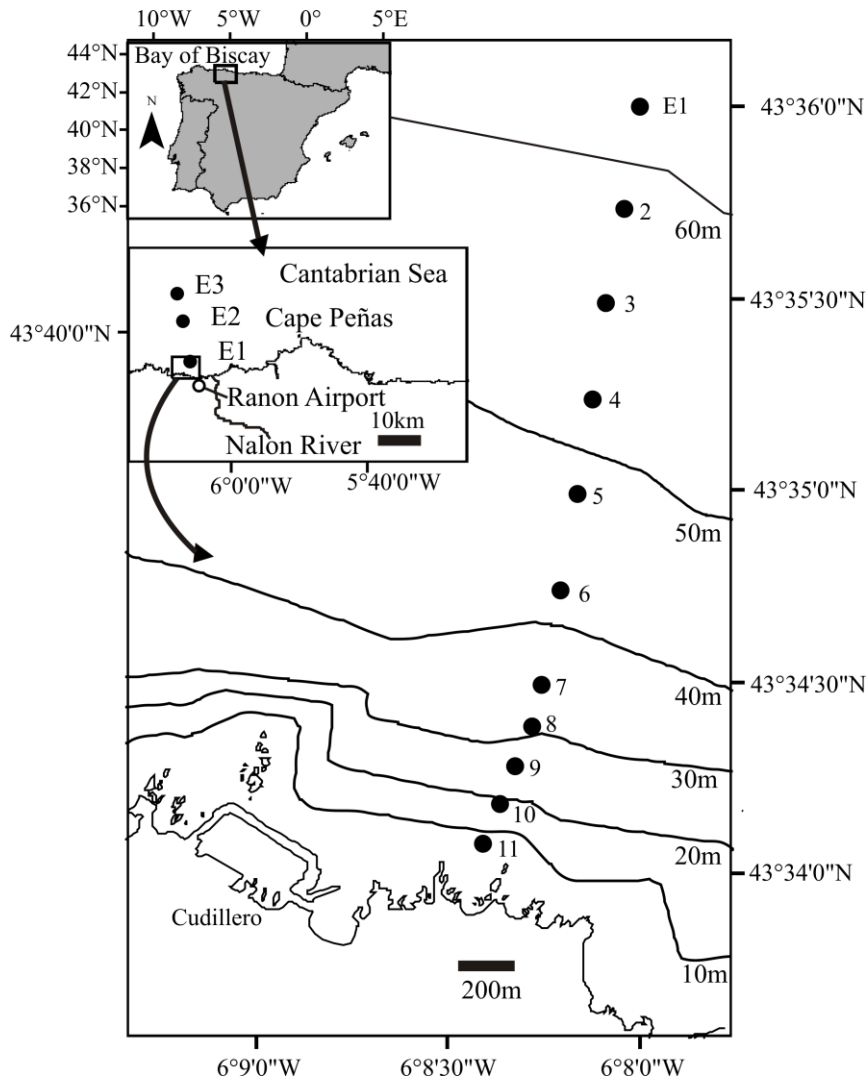 10°W 5°W 0° 5°E
44°N
42°N
40°N
38°N
36°N
Bay of Biscay
N
E1
43°36'0"N
2
60m
3
43°35'30"N
Cantabrian Sea
E3
E2
Cape Peñas
43°40'0"N
E1
Ranon Airport
10km
Nalon River
6°0'0"W 5°40'0"W
4
5
43°35'0"N
50m
6
7
43°34'30"N
40m
8
9
30m
10
20m
11
43°34'0"N
Cudillero
200m
10m
6°9'0"W 6°8'30"W 6°8'0"W